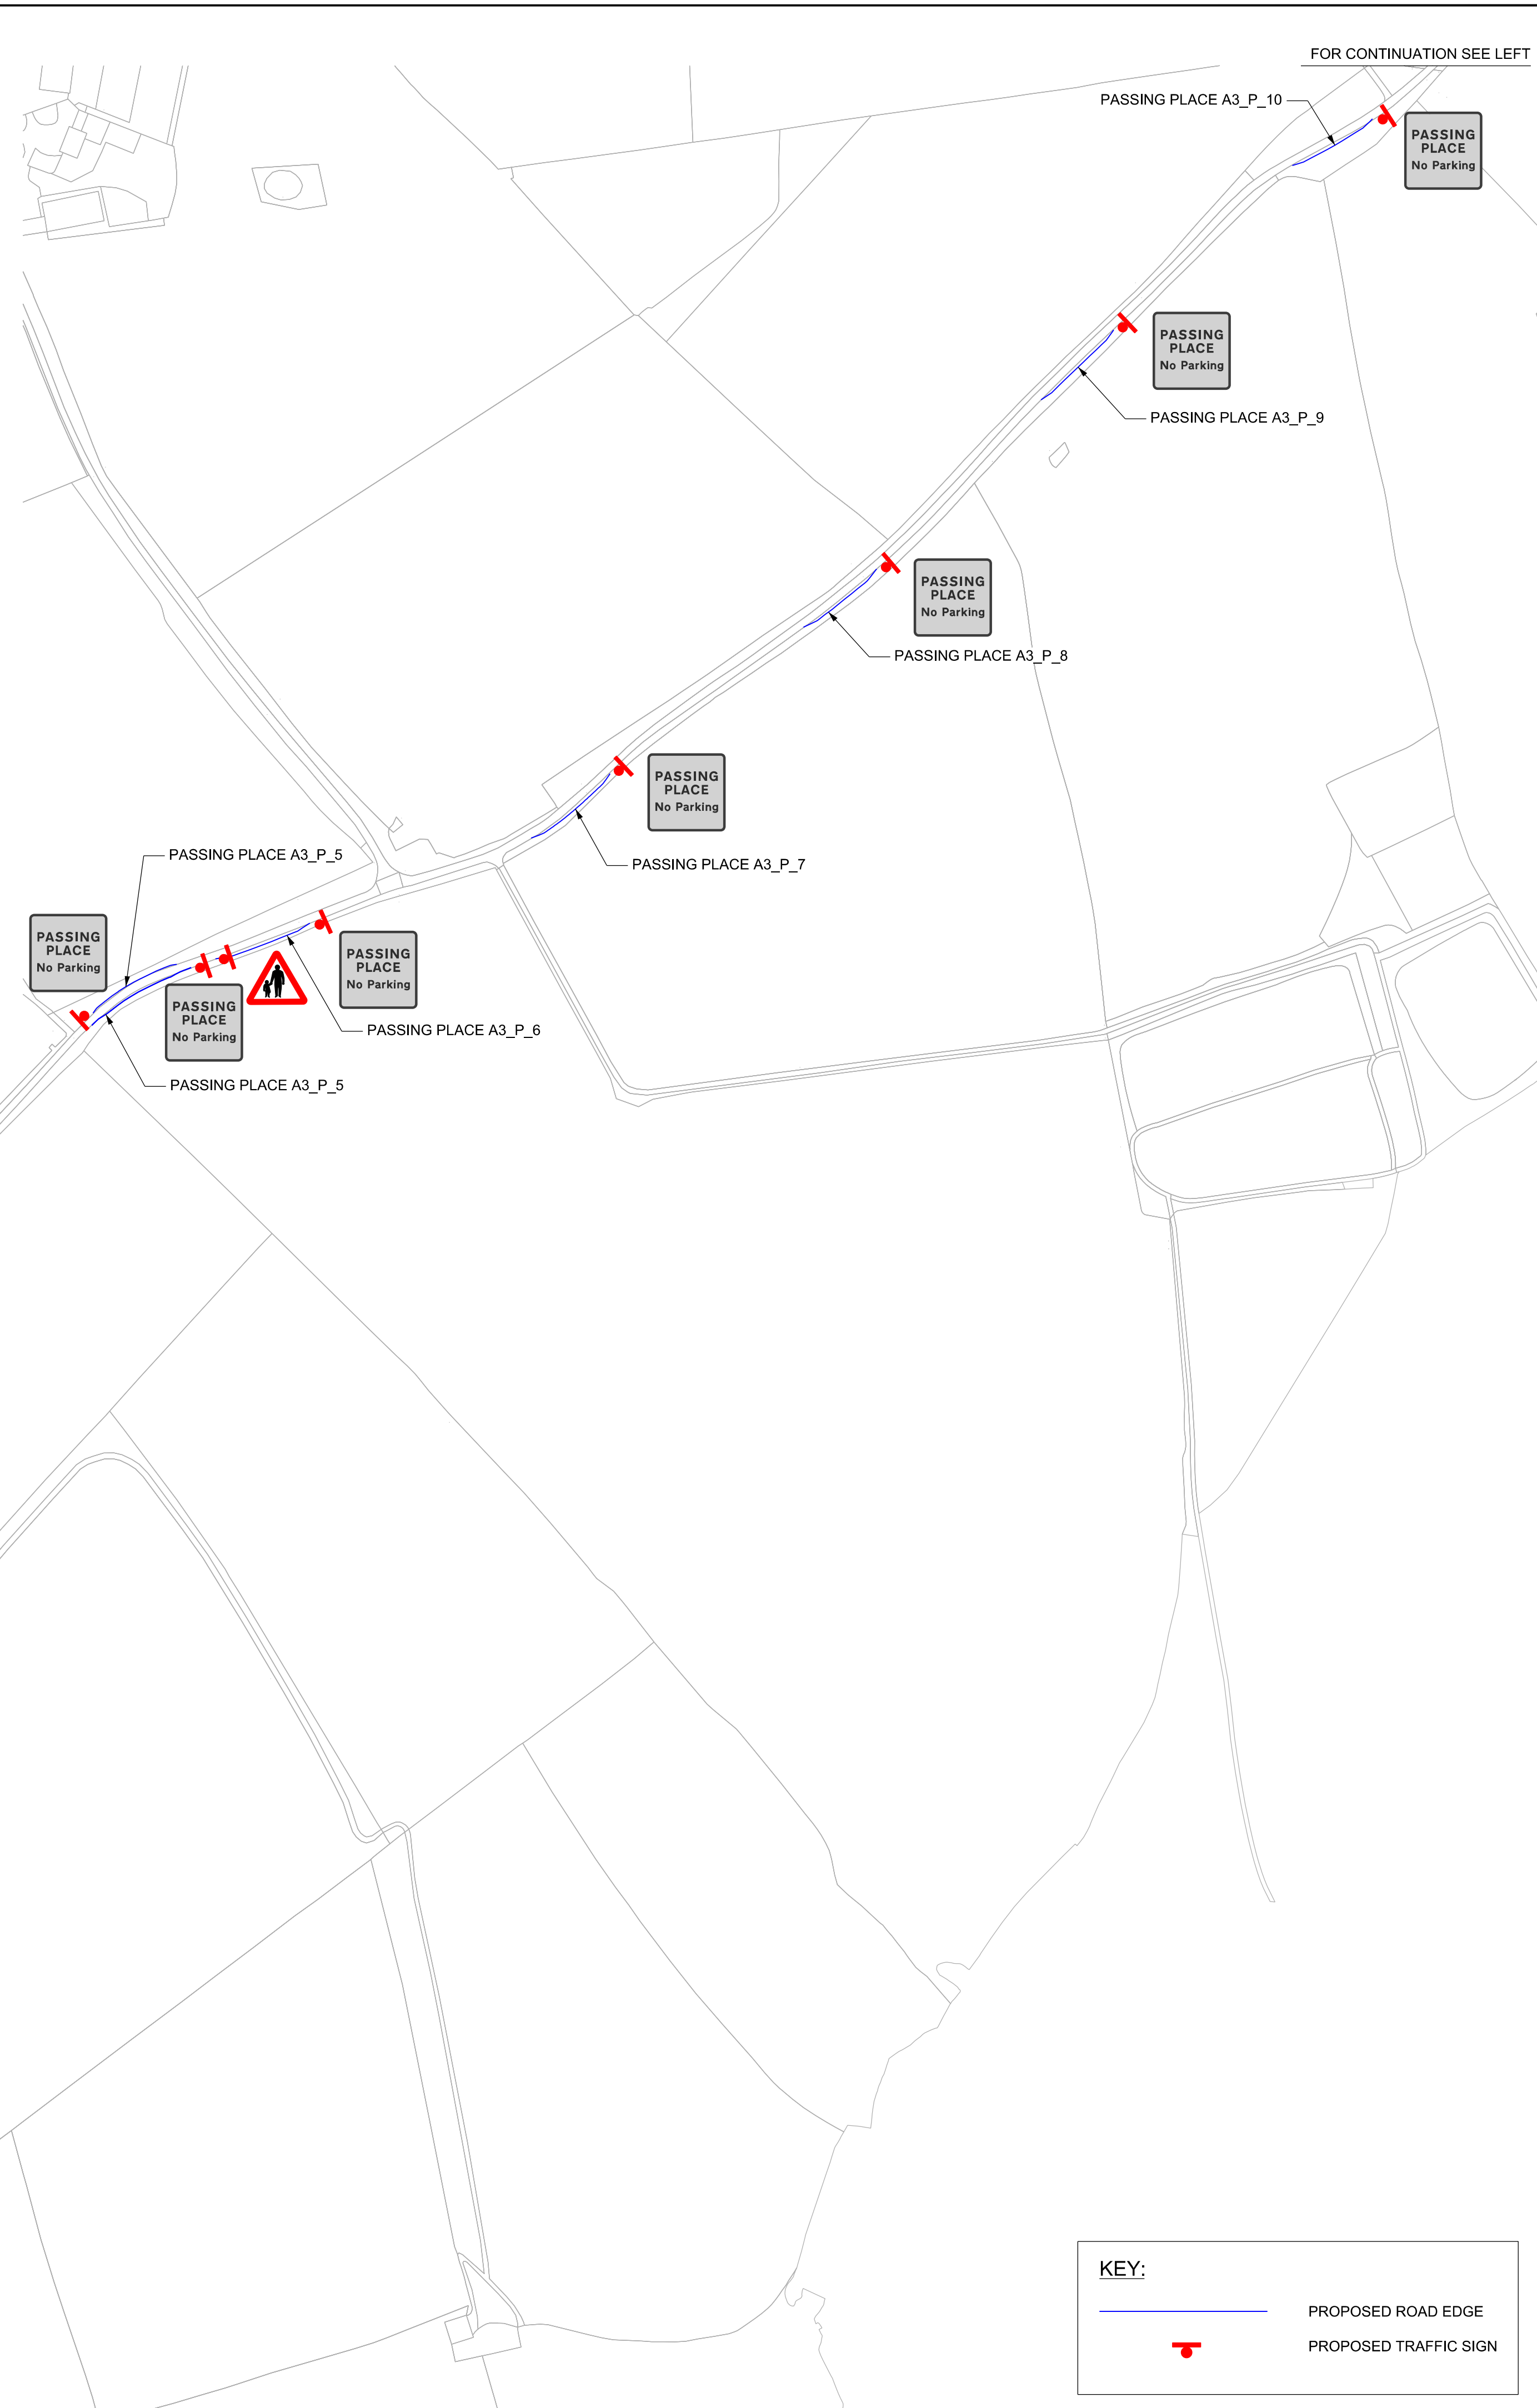 FOR CONTINUATION SEE LEFT
PASSING PLACE A3_P_10
PASSING
PLACE
No Parking
PASSING
PLACE
No Parking
PASSING PLACE A3_P_9
PASSING
PLACE
No Parking
PASSING PLACE A3_P_8
PASSING
PLACE
No Parking
PASSING PLACE A3_P_7
PASSING PLACE A3_P_5
PASSING
PLACE
No Parking
PASSING
PLACE
No Parking
PASSING
PLACE
No Parking
PASSING PLACE A3_P_6
PASSING PLACE A3_P_5
KEY:
PROPOSED ROAD EDGE
PROPOSED TRAFFIC SIGN